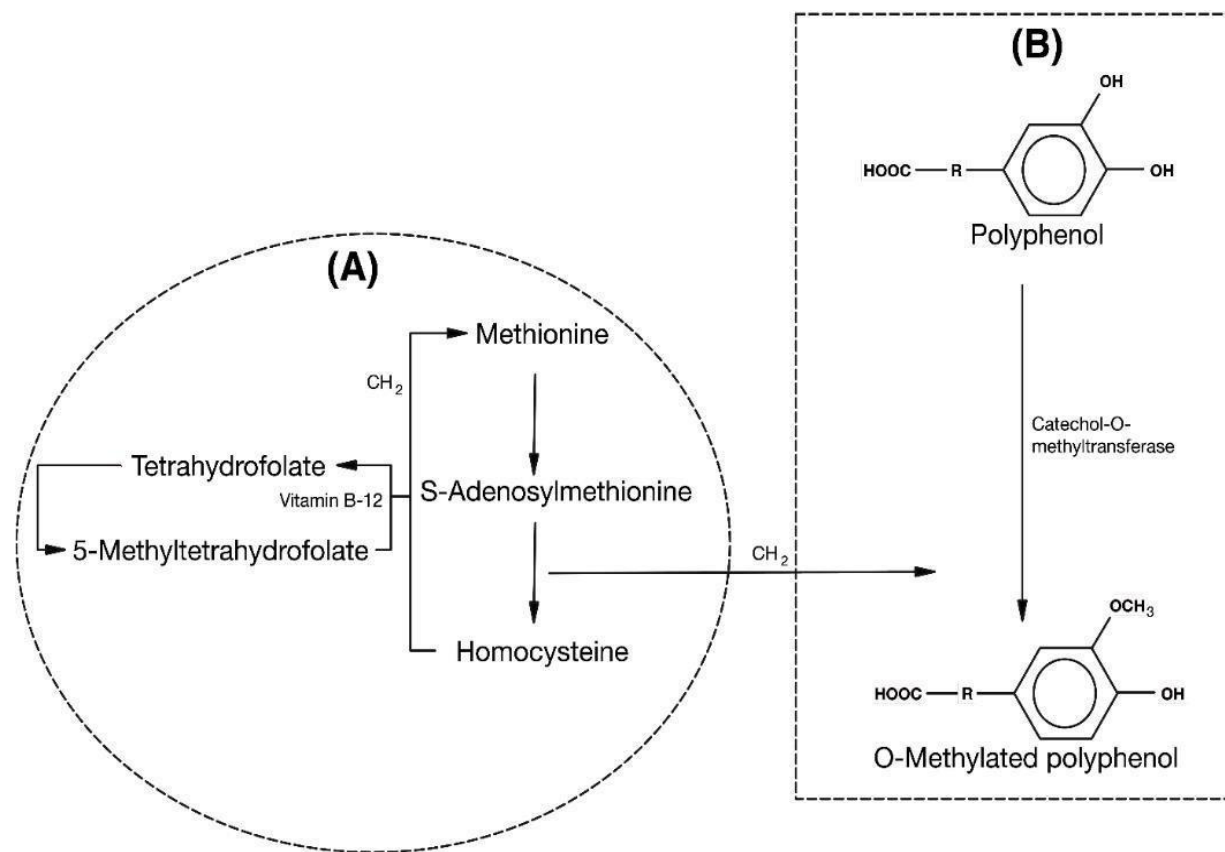 (B)
OH
HOOC—R—OH
Polyphenol
(A)
Methionine
CH2
Tetrahydrofolate
Vitamin B-12
S-Adenosylmethionine
5-Methyltetrahydrofolate
CH2
Homocysteine
Catechol-O-
methyltransferase
OCH3
HOOC—R—OH
O-Methylated polyphenol